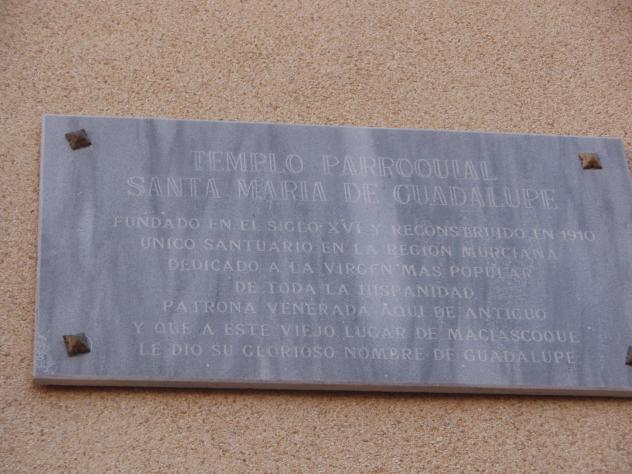 TEMPLO PARROQUIAL
SANTA MARIA DE GUADALUPE
FUNDADO EN EL SIGLO XVI Y RECONSTRUIDO EN 1910
UNICO SANTUARIO EN LA REGION MURCIANA
DEDICADO A LA VIRGEN MAS POPULAR
DE TODA LA HISPANIDAD
PATRONA VENERADA AQUI DE ANTIGUO
Y QUE A ESTE VIEJO LUGAR DE MACIASCOQUE
LE DIO SU GLORIOSO NOMBRE DE GUADALUPE